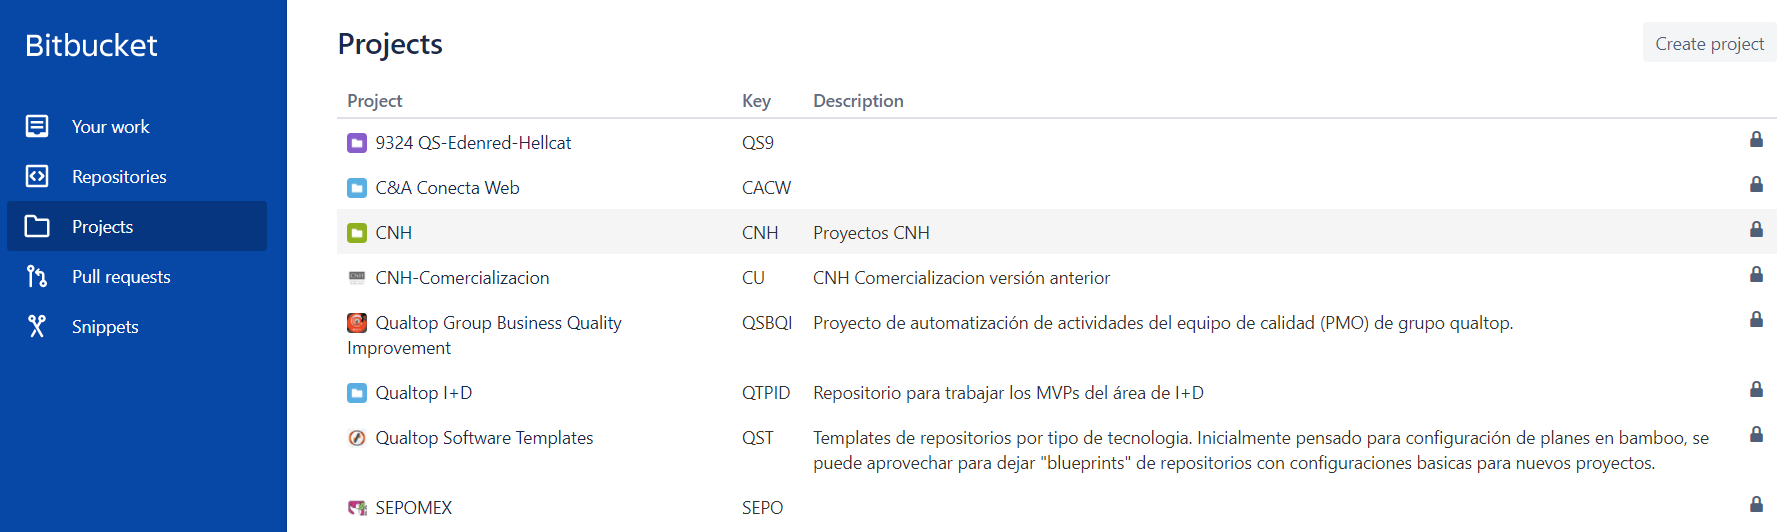 Bitbucket
Your work
Repositories
Projects
Pull requests
Snippets
Projects
Create project
Project Key Description
9324 QS-Edenred-Hellcat QS9
C&A Conecta Web CACW
CNH CNH Proyectos CNH
CNH-Comercializacion CU CNH Comercializacion versión anterior
Qualtop Group Business Quality QSBQI Proyecto de automatización de actividades del equipo de calidad (PMO) de grupo qualtop.
Improvement
Qualtop I+D QTPID Repositorio para trabajar los MVPs del área de I+D
Qualtop Software Templates QST Templates de repositorios por tipo de tecnologia. Inicialmente pensado para configuración de planes en bamboo, se
puede aprovechar para dejar "blueprints" de repositorios con configuraciones basicas para nuevos proyectos.
SEPOMEX SEPO